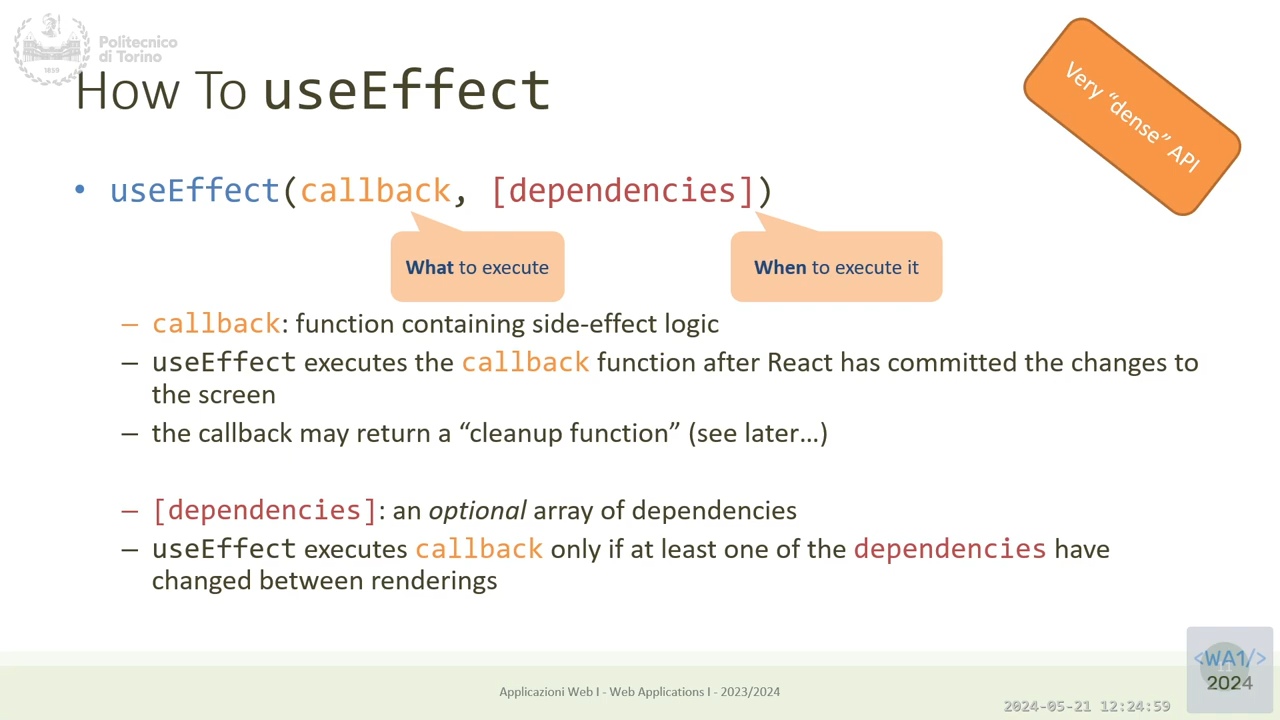 Politecnico
di Torino
1859
How To useEffect
Very “dense” API
• useEffect(callback, [dependencies])
What to execute
When to execute it
– callback: function containing side-effect logic
– useEffect executes the callback function after React has committed the changes to
the screen
– the callback may return a “cleanup function” (see later…)
– [dependencies]: an optional array of dependencies
– useEffect executes callback only if at least one of the dependencies have
changed between renderings
Applicazioni Web I - Web Applications I - 2023/2024
<WA1/>
11
2024
2024-05-21 12:24:59